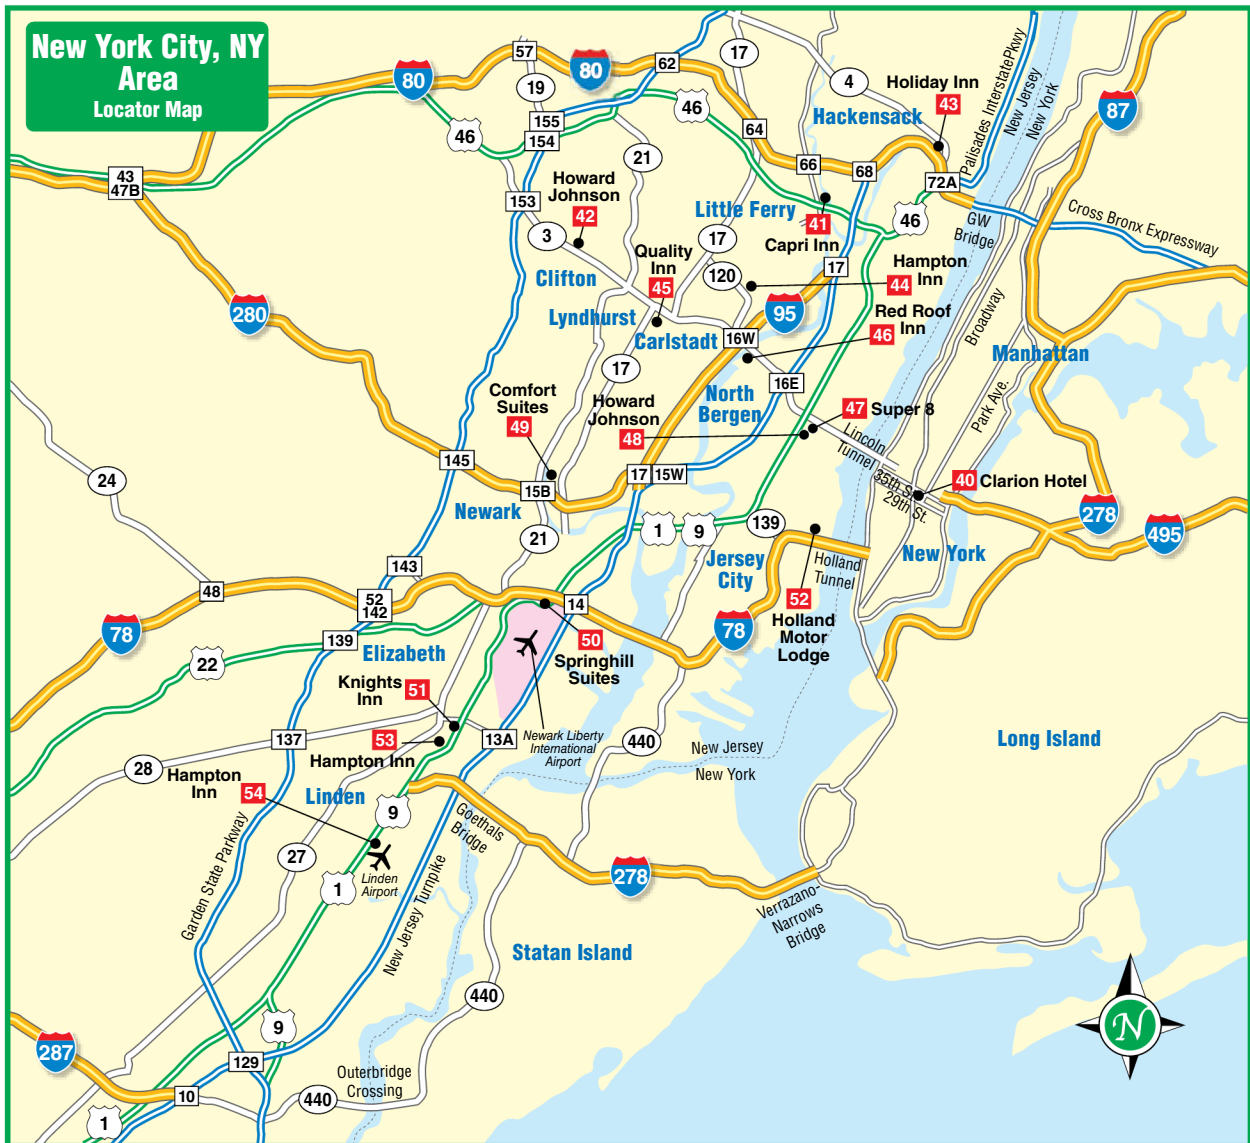 New York City, NY
Area
Locator Map
80
57
80
62
17
4
Holiday Inn
43
Hackensack
87
Palisades InterstatePkwy
New Jersey
New York
19
46
46
155
154
64
66
68
72A
21
43
47B
153
Howard
Johnson
42
3
Little Ferry
41
Capri Inn
46
GW
Bridge
Cross Bronx Expressway
Quality
Inn
45
17
120
17
Hampton
Inn
44
Clifton
280
Lyndhurst
Carlstadt
95
Red Roof
Inn
46
16W
Broadway
Manhattan
17
16E
North
Bergen
Park Ave.
Comfort
Suites
49
Howard
Johnson
48
47
Super 8
Lincoln
Tunnel
145
24
15B
17
15W
35th St.
29th St.
40
Clarion Hotel
278
495
Newark
21
1
9
139
Jersey
City
Holland
Tunnel
New York
143
48
52
142
14
52
Holland
Motor
Lodge
78
78
139
22
Elizabeth
50
Springhill
Suites
Knights
Inn
51
53
Hampton Inn
13A
Newark Liberty
International
Airport
440
New Jersey
New York
Long Island
137
28
Hampton
Inn
54
Linden
9
Goethals
Bridge
27
1
Linden
Airport
278
Verrazano-
Narrows
Bridge
Garden State Parkway
New Jersey Turnpike
Statan Island
440
9
N
287
129
10
440
Outerbridge
Crossing
1